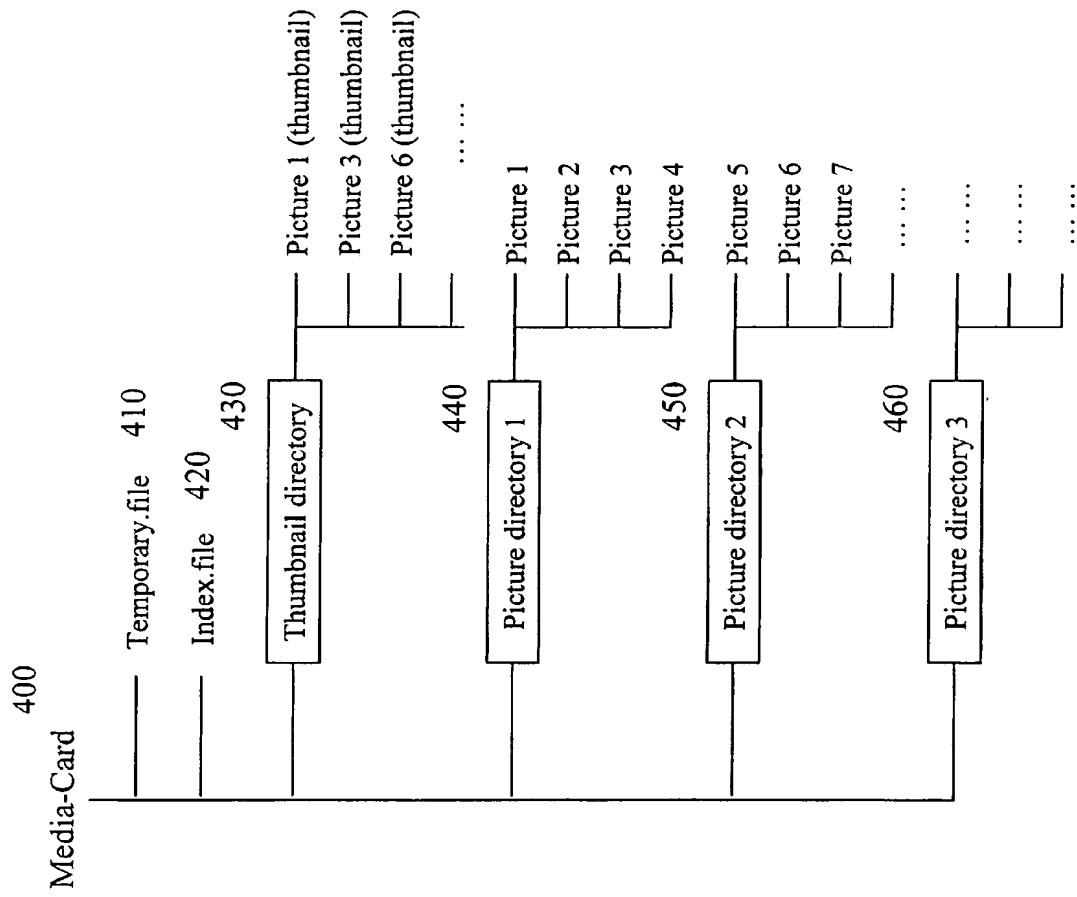 400
Media-Card
Temporary.file 410
Index.file 420
430
Thumbnail directory
Picture 1 (thumbnail)
Picture 3 (thumbnail)
Picture 6 (thumbnail)
... ...
440
Picture directory 1
Picture 1
Picture 2
Picture 3
Picture 4
450
Picture directory 2
Picture 5
Picture 6
Picture 7
... ...
460
Picture directory 3
... ...
... ...
... ...